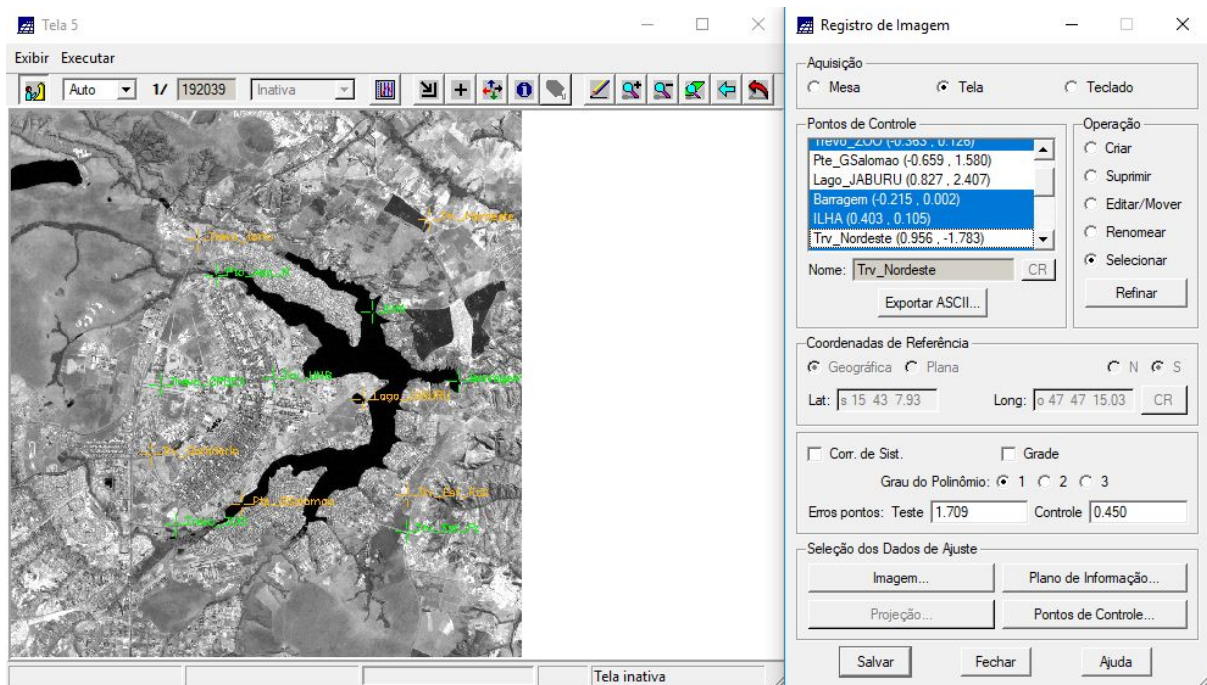 Tela 5
Exibir Executar
Auto 1/ 192039 Inativa
Trv_Nordeste
Pte_GSalomao
Lago_JABURU
Barragem
Tela inativa
Registro de Imagem
Aquisição
Mesa Tela Teclado
Pontos de Controle
Trevo_ZOO (-0.363 , 0.126)
Pte_GSalomao (-0.659 , 1.580)
Lago_JABURU (0.827 , 2.407)
Barragem (-0.215 , 0.002)
ILHA (0.403 , 0.105)
Trv_Nordeste (0.956 , -1.783)
Nome: Trv_Nordeste CR
Exportar ASCII...
Operação
Criar
Suprimir
Editar/Mover
Renomear
Selecionar
Refinar
Coordenadas de Referência
Geográfica Plana N S
Lat: s 15 43 7.93 Long: o 47 47 15.03 CR
Corr. de Sist. Grade
Grau do Polinômio: 1 2 3
Erros pontos: Teste 1.709 Controle 0.450
Seleção dos Dados de Ajuste
Imagem... Plano de Informação...
Projeção... Pontos de Controle...
Salvar Fechar Ajuda